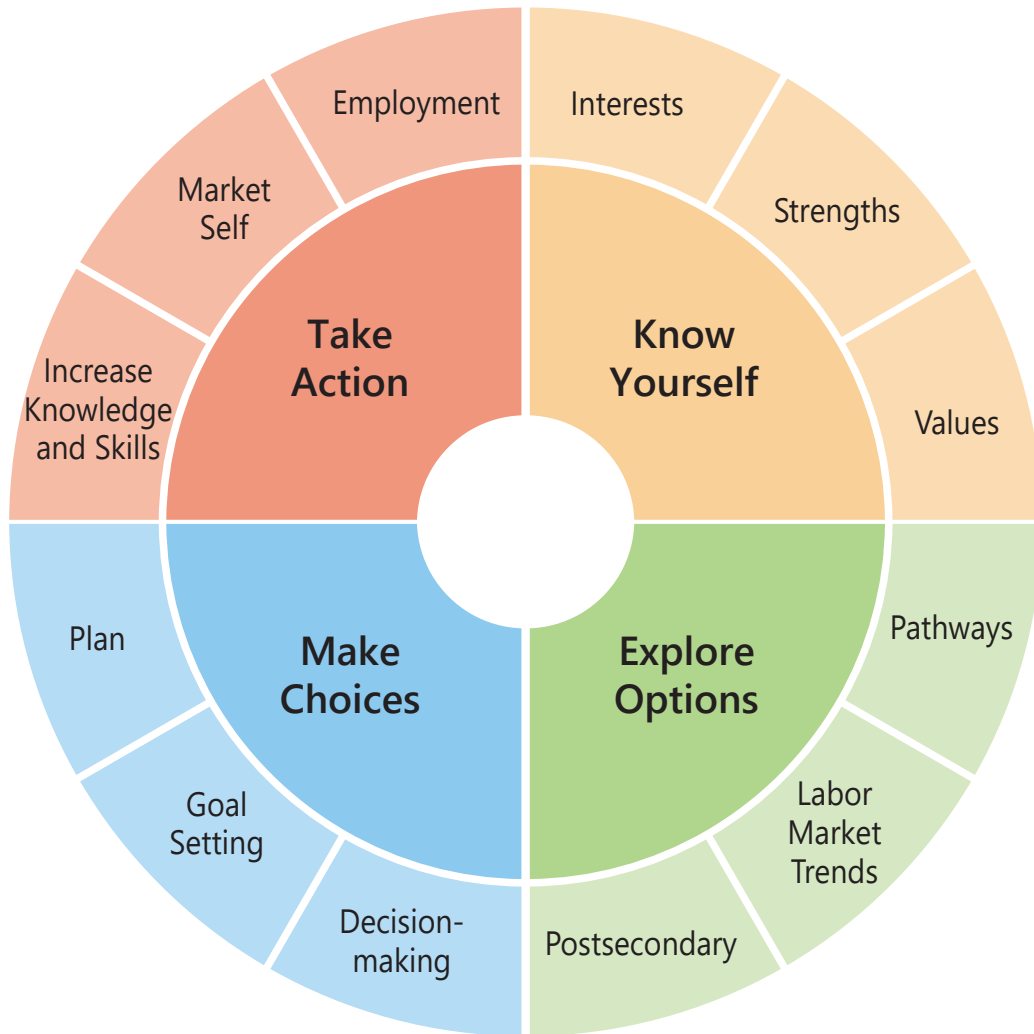 Employment
Interests
Market
Self
Strengths
Take
Action
Know
Yourself
Increase
Knowledge
and Skills
Values
Plan
Pathways
Make
Choices
Explore
Options
Goal
Setting
Labor
Market
Trends
Decision-
making
Postsecondary